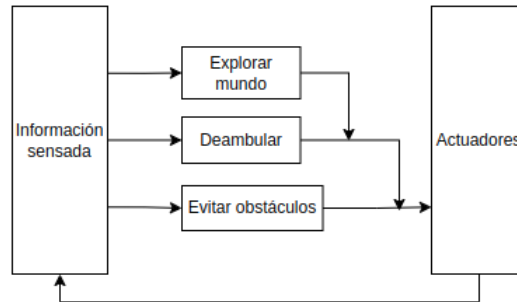 Información
sensada
Explorar
mundo
Deambular
Evitar obstáculos
Actuadores